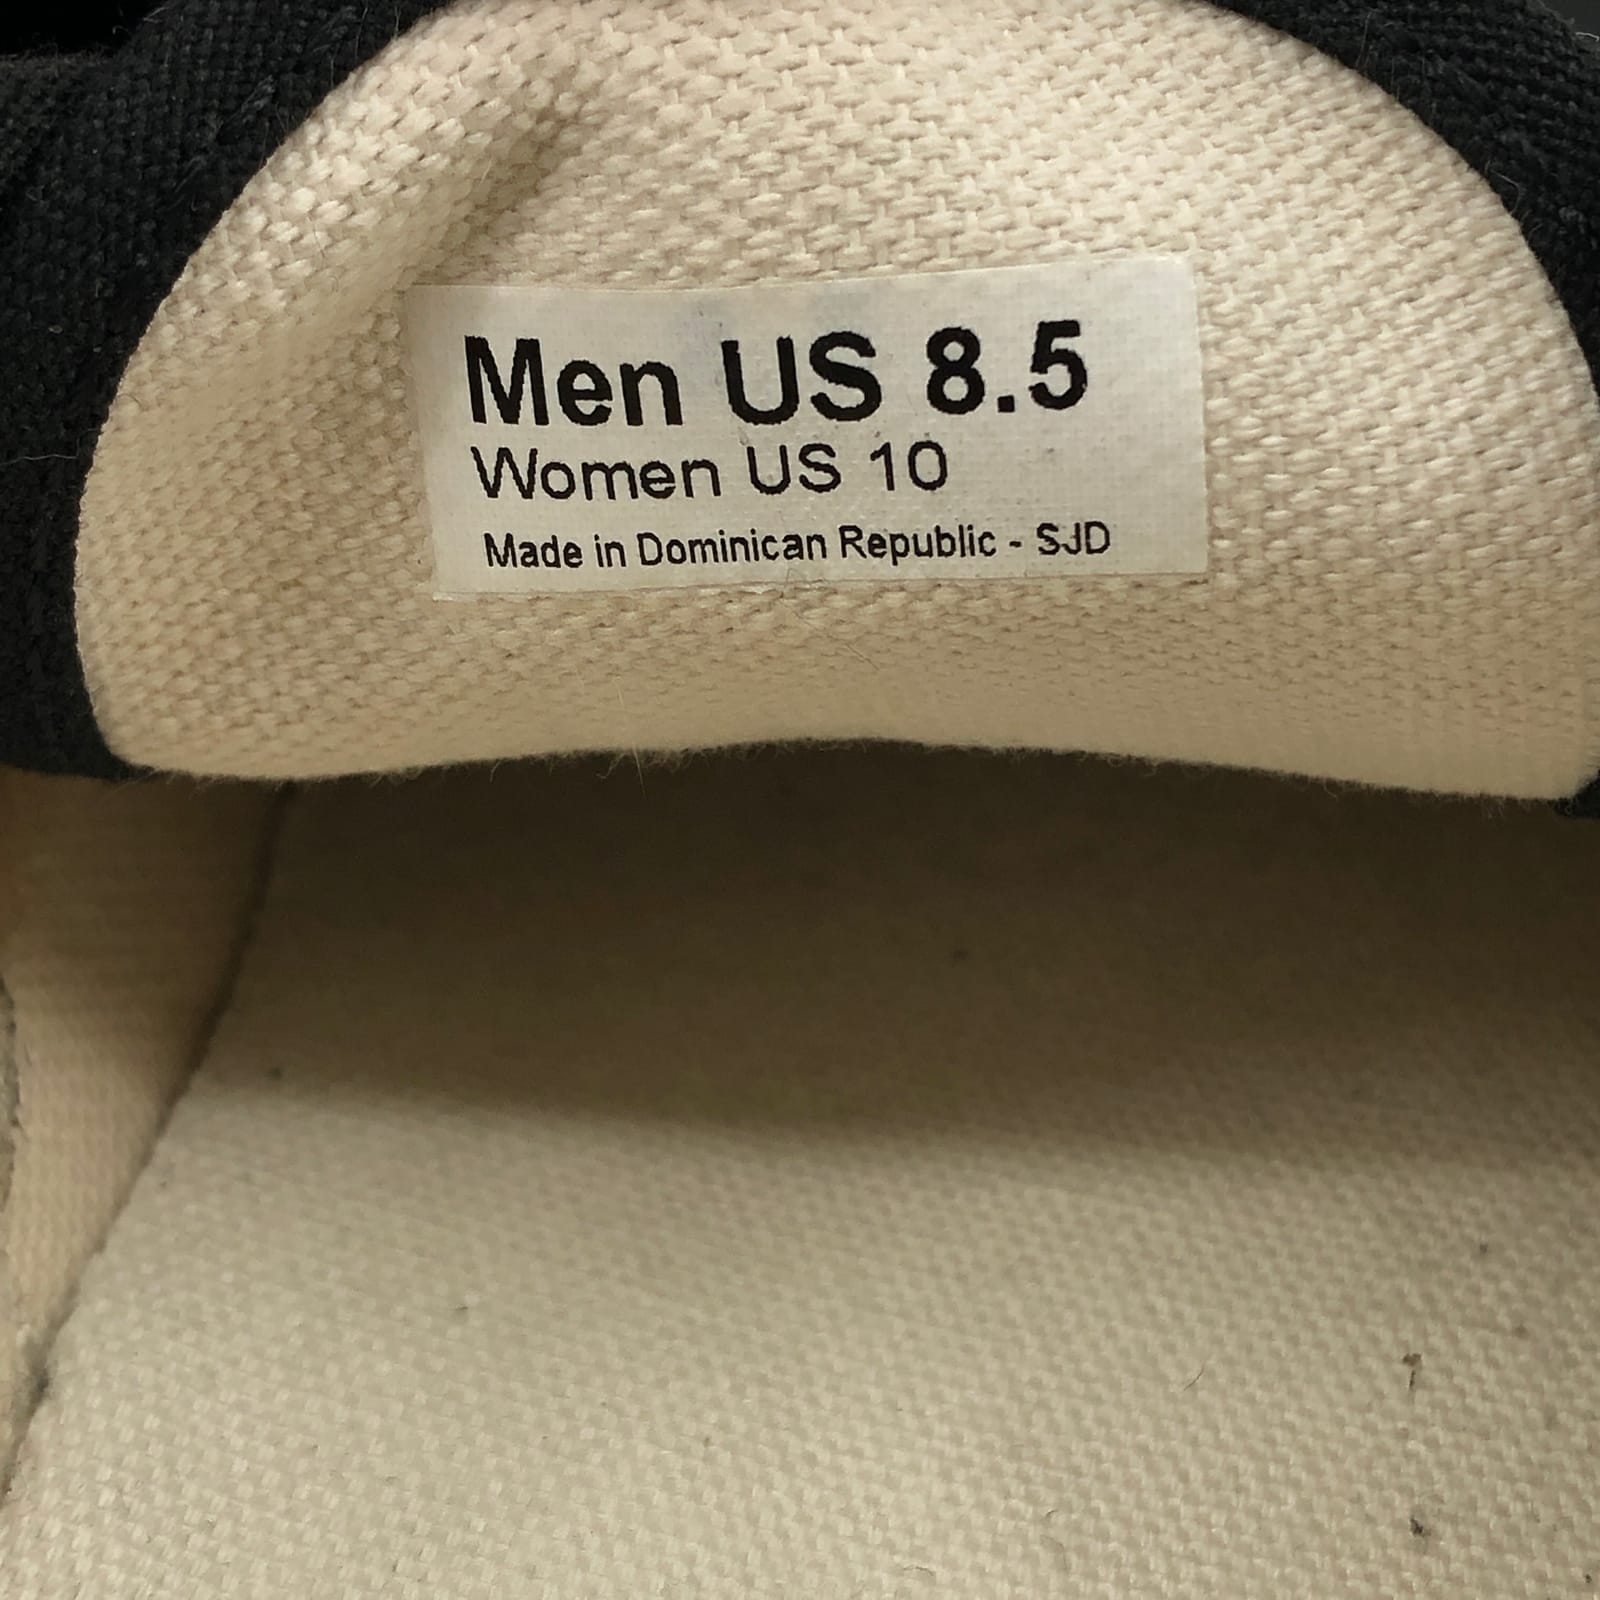 Men US 8.5
Women US 10
Made in Dominican Republic - SJD